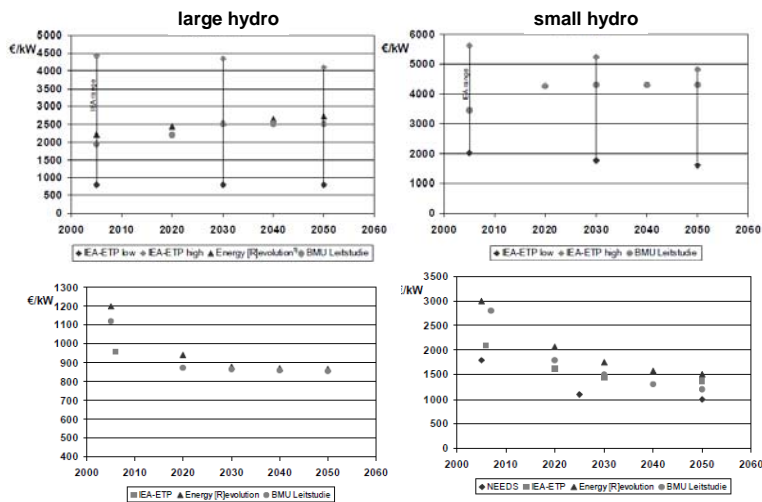 large hydro
small hydro
€/kW
5000
4500
4000
3500
3000
2500
2000
1500
1000
500
0
IEA range
2000 2010 2020 2030 2040 2050 2060
IEA-ETP low IEA-ETP high Energy [R]evolution BMU Leitstudie
€/kW
6000
5000
4000
3000
2000
1000
0
IEA range
2000 2010 2020 2030 2040 2050 2060
IEA-ETP low IEA-ETP high BMU Leitstudie
€/kW
1300
1200
1100
1000
900
800
700
600
500
400
2000 2010 2020 2030 2040 2050 2060
IEA-ETP Energy [R]evolution BMU Leitstudie
/kW
3500
3000
2500
2000
1500
1000
500
0
2000 2010 2020 2030 2040 2050 2060
NEEDS IEA-ETP Energy [R]evolution BMU Leitstudie